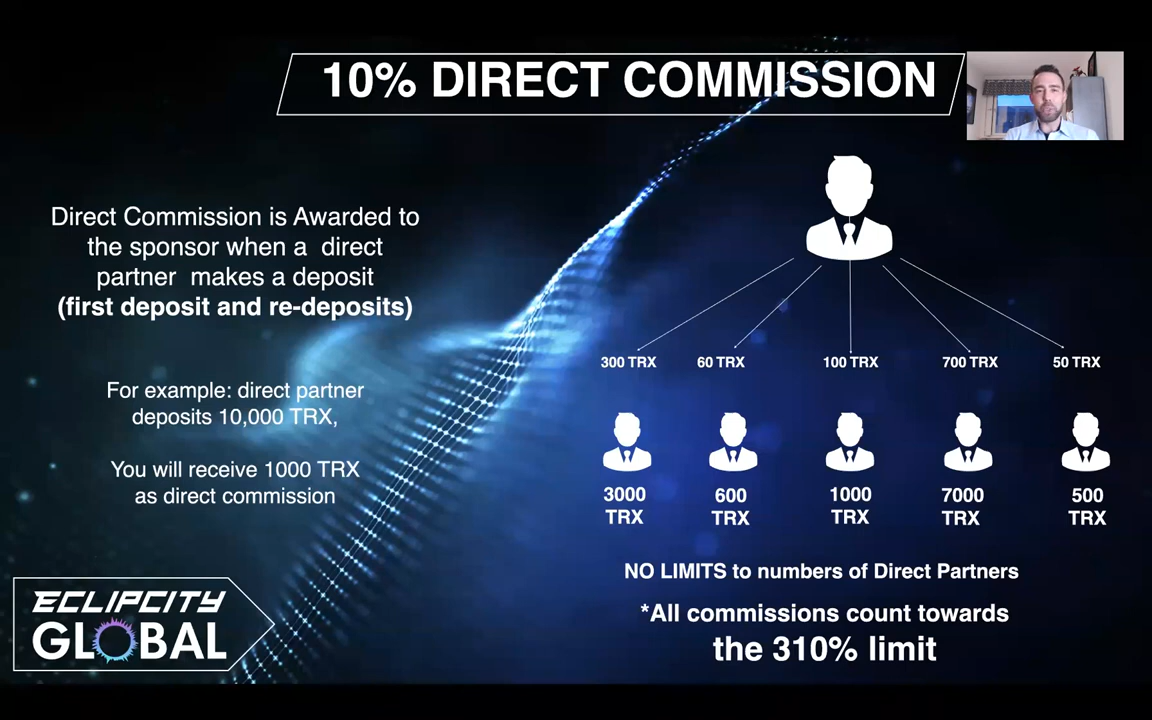 10% DIRECT COMMISSION
Direct Commission is Awarded to
the sponsor when a direct
partner makes a deposit
(first deposit and re-deposits)
For example: direct partner
deposits 10,000 TRX,
You will receive 1000 TRX
as direct commission
300 TRX 60 TRX 100 TRX 700 TRX 50 TRX
3000 600 1000 7000 500
TRX TRX TRX TRX TRX
NO LIMITS to numbers of Direct Partners
*All commissions count towards
the 310% limit
ECLIPCITY
GLOBAL